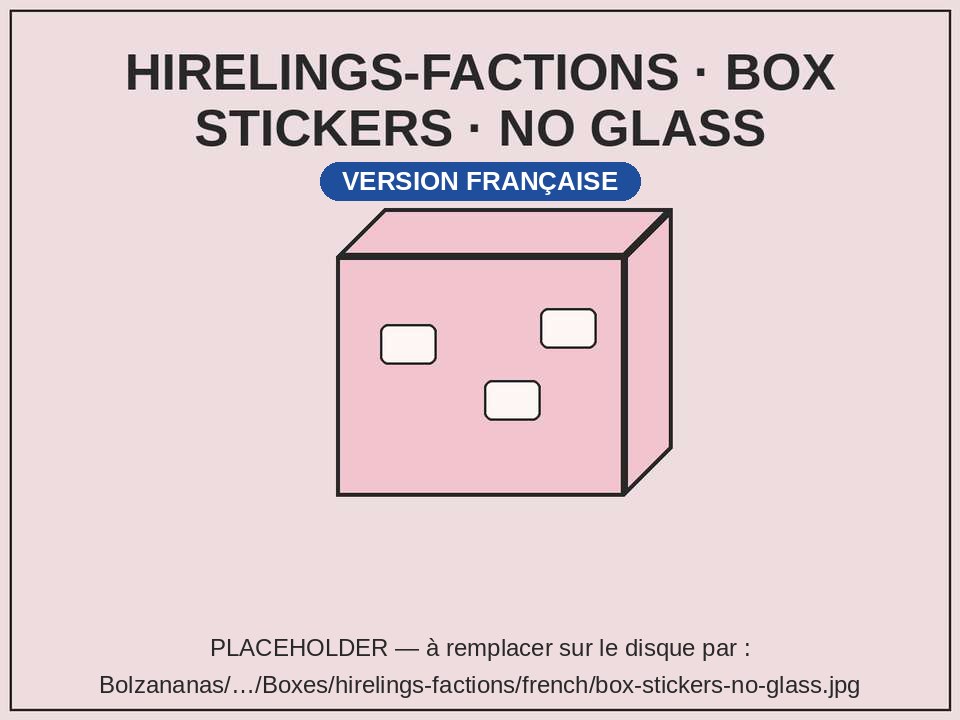 HIRELINGS-FACTIONS · BOX
STICKERS · NO GLASS
VERSION FRANÇAISE
PLACEHOLDER — à remplacer sur le disque par :
Bolzananas/…/Boxes/hirelings-factions/french/box-stickers-no-glass.jpg